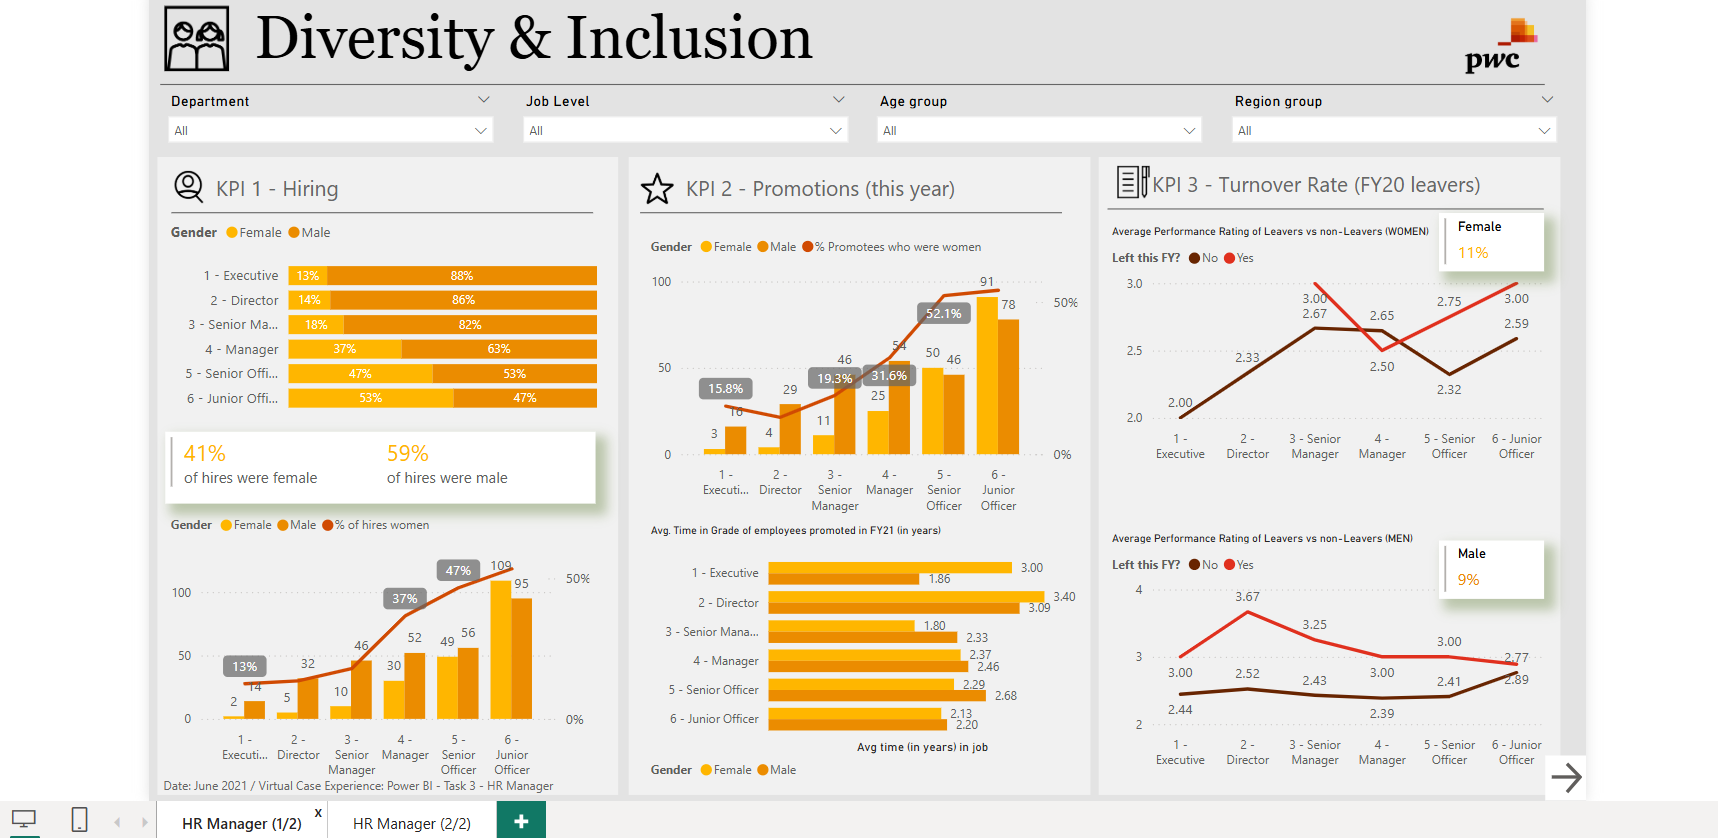 Diversity & Inclusion
pwc
Department
Job Level
Age group
Region group
All
All
All
All
KPI 1 - Hiring
Gender Female Male
1 - Executive 13% 88%
2 - Director 14% 86%
3 - Senior Ma... 18% 82%
4 - Manager 37% 63%
5 - Senior Offi... 47% 53%
6 - Junior Offi... 53% 47%
41% 59%
of hires were female of hires were male
Gender Female Male % of hires women
109
47%
50%
95
100
37%
52
49
56
50
46
32
30
13%
14
10
2
5
0
0%
1 - 2 - 3 - 4 - 5 - 6 -
Executi... Director Senior Manager Senior Junior
Manager Officer Officer
Date: June 2021 / Virtual Case Experience: Power BI - Task 3 - HR Manager
KPI 2 - Promotions (this year)
Gender Female Male % Promotees who were women
100
91
50%
78
52.1%
54
50
46
46
50
31.6%
19.3%
15.8%
29
25
16
11
3
4
0
0%
1 - 2 - 3 - 4 - 5 - 6 -
Executi... Director Senior Manager Senior Junior
Manager Officer Officer
Avg. Time in Grade of employees promoted in FY21 (in years)
1 - Executive 3.00
1.86
2 - Director 3.40
3.09
3 - Senior Mana... 1.80
2.33
4 - Manager 2.37
2.46
5 - Senior Officer 2.29
2.68
6 - Junior Officer 2.13
2.20
Avg time (in years) in job
Gender Female Male
KPI 3 - Turnover Rate (FY20 leavers)
Average Performance Rating of Leavers vs non-Leavers (WOMEN)
Female
11%
Left this FY? No Yes
3.0
3.00
2.75
3.00
2.67
2.65
2.59
2.5
2.33
2.50
2.32
2.00
2.0
1 - 2 - 3 - Senior 4 - 5 - Senior 6 - Junior
Executive Director Manager Manager Officer Officer
Average Performance Rating of Leavers vs non-Leavers (MEN)
Male
9%
Left this FY? No Yes
4
3.67
3.25
3.00
3
2.77
3.00
2.52
2.43
3.00
2.41
2.89
2.44
2.39
2
1 - 2 - 3 - Senior 4 - 5 - Senior 6 - Junior
Executive Director Manager Manager Officer Officer
HR Manager (1/2) x
HR Manager (2/2)
+